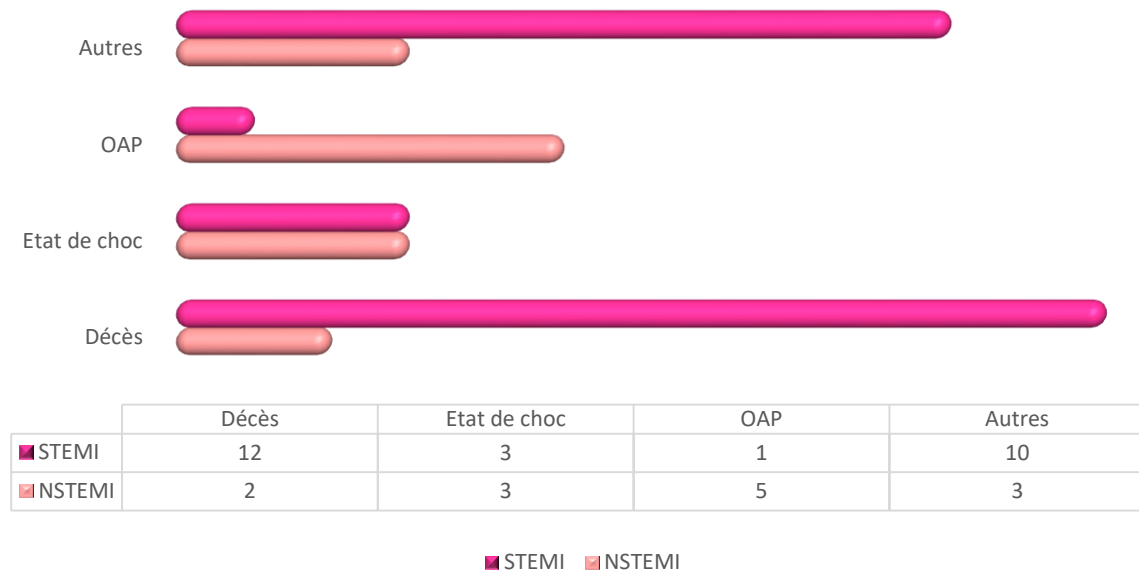 Autres
OAP
Etat de choc
Décès
Décès Etat de choc OAP Autres
STEMI 12 3 1 10
NSTEMI 2 3 5 3
STEMI NSTEMI